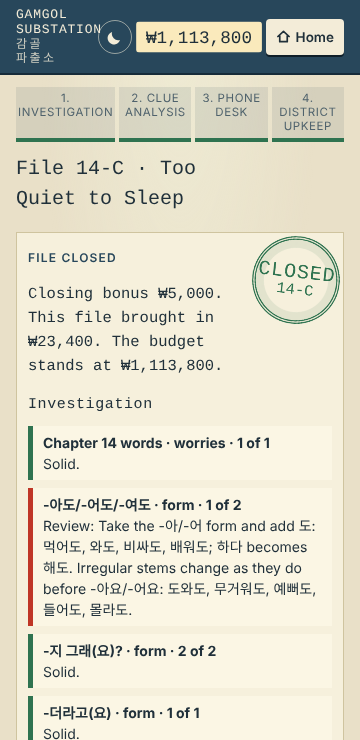 GAMGOL
SUBSTATION
감골
파출소
₩1,113,800
Home
1.
INVESTIGATION
2. CLUE
ANALYSIS
3. PHONE
DESK
4.
DISTRICT
UPKEEP
File 14-C · Too
Quiet to Sleep
FILE CLOSED
CLOSED
14-C
Closing bonus ₩5,000.
This file brought in
₩23,400. The budget
stands at ₩1,113,800.
Investigation
Chapter 14 words · worries · 1 of 1
Solid.
-아도/-어도/-여도 · form · 1 of 2
Review: Take the -아/-어 form and add 도:
먹어도, 와도, 비싸도, 배워도; 하다 becomes
해도. Irregular stems change as they do
before -아요/-어요: 도와도, 무거워도, 예뻐도,
들어도, 몰라도.
-지 그래(요)? · form · 2 of 2
Solid.
-더라고(요) · form · 1 of 1
Solid.